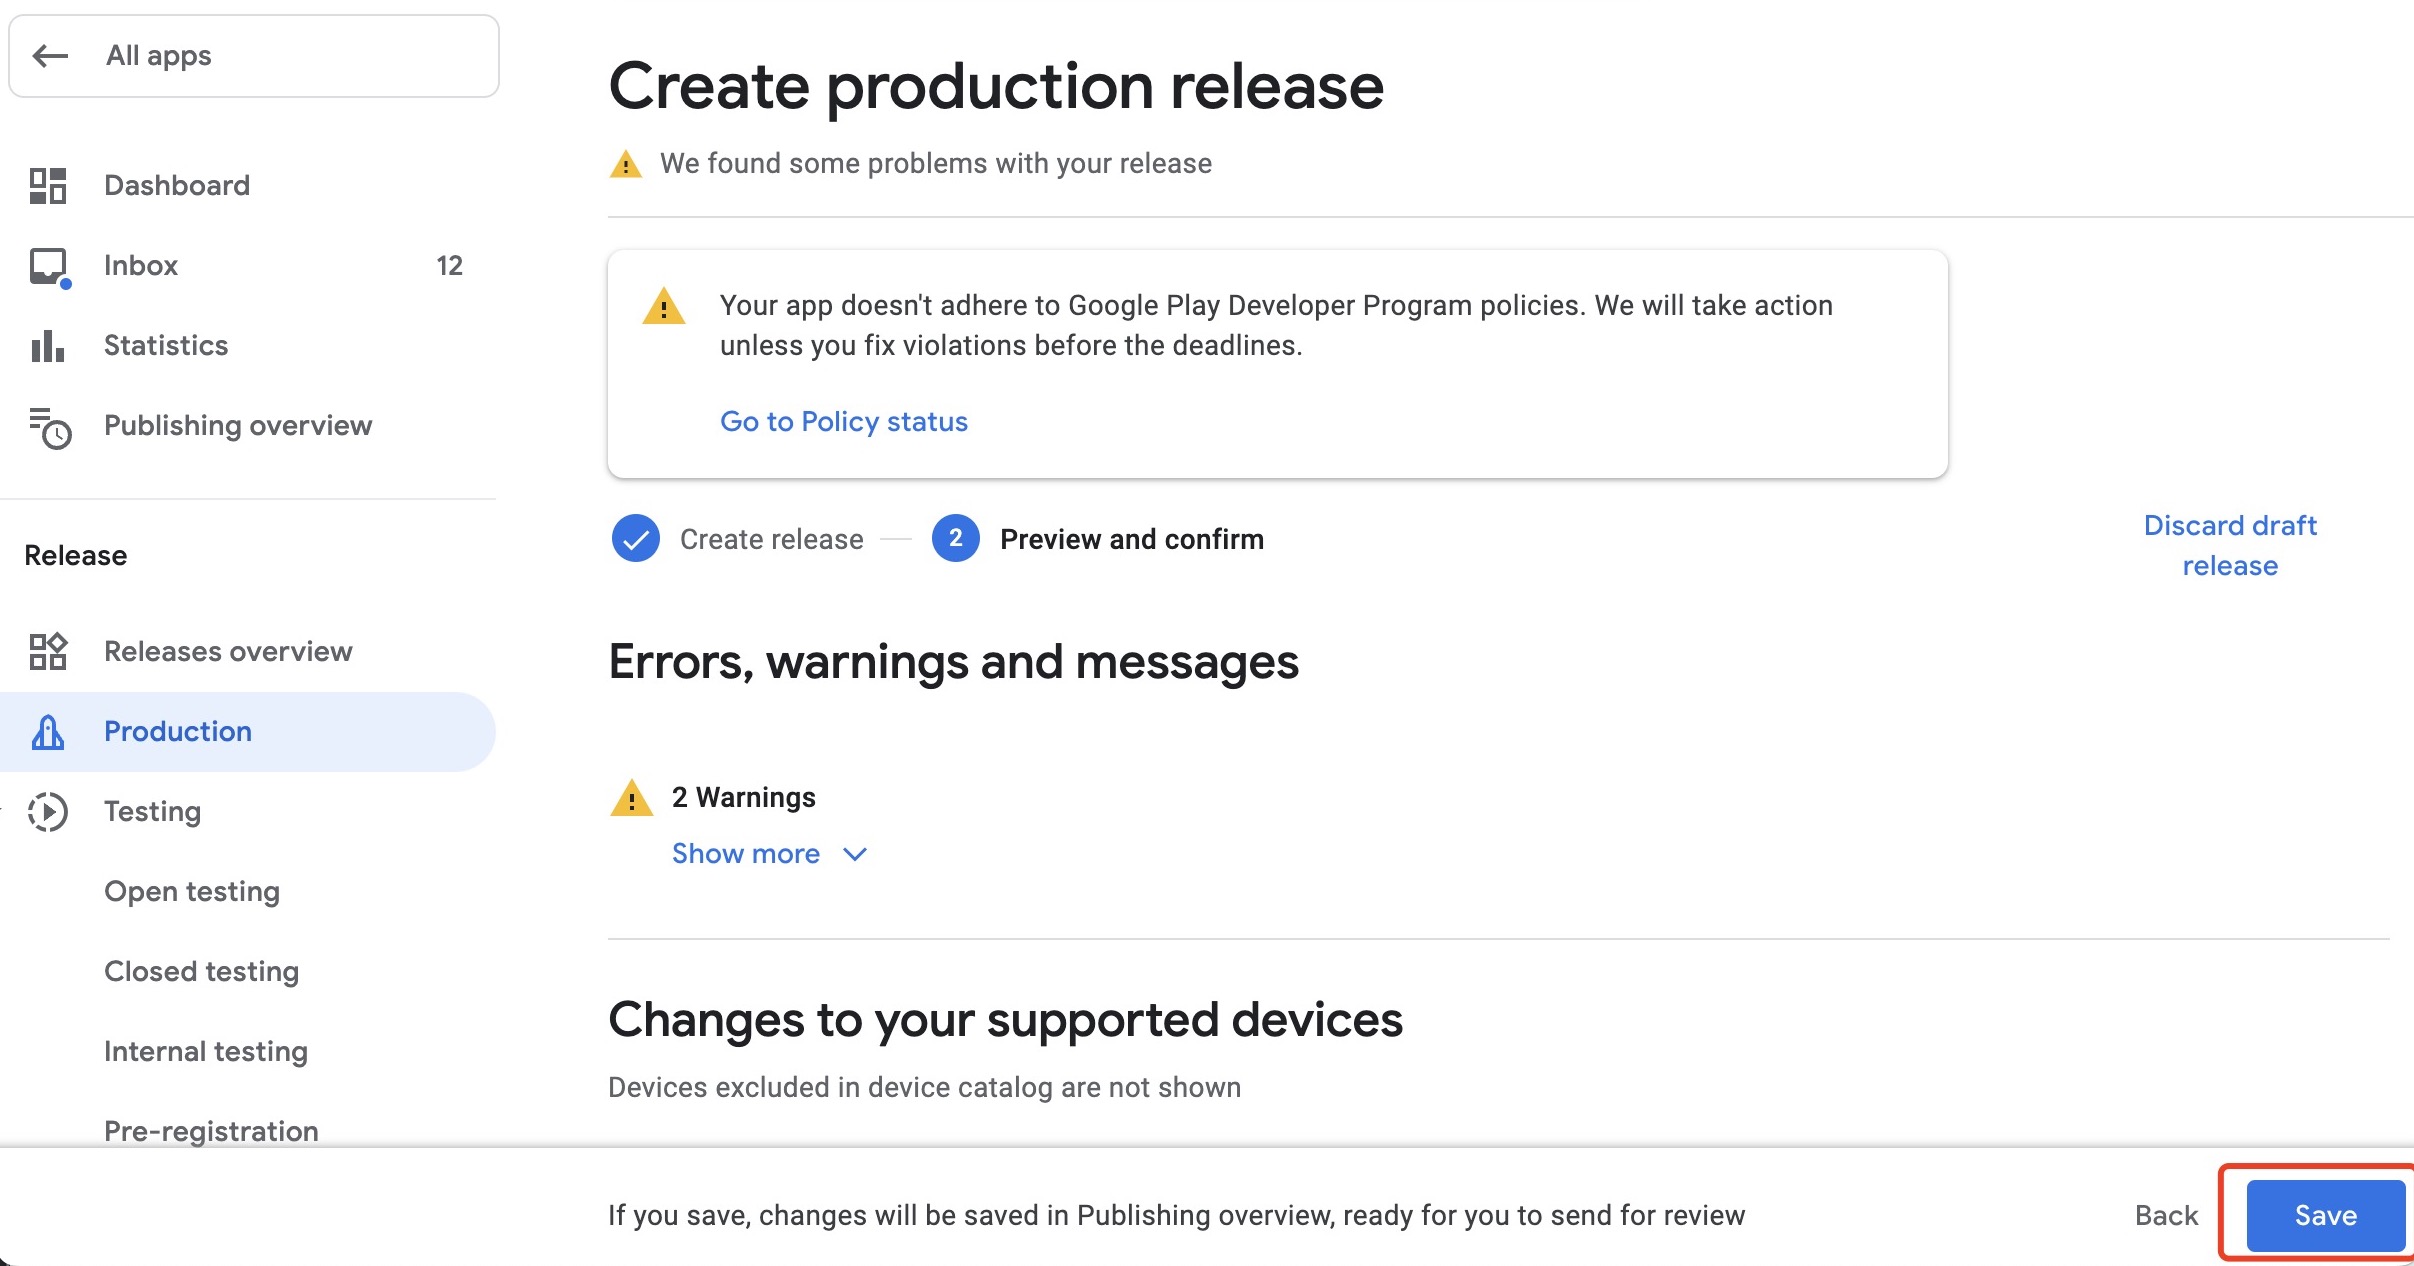 All apps
Dashboard
Inbox 12
Statistics
Publishing overview
Release
Releases overview
Production
Testing
Open testing
Closed testing
Internal testing
Pre-registration
Create production release
We found some problems with your release
Your app doesn't adhere to Google Play Developer Program policies. We will take action
unless you fix violations before the deadlines.
Go to Policy status
Create release
2 Preview and confirm
Discard draft
release
Errors, warnings and messages
2 Warnings
Show more
Changes to your supported devices
Devices excluded in device catalog are not shown
If you save, changes will be saved in Publishing overview, ready for you to send for review
Back
Save